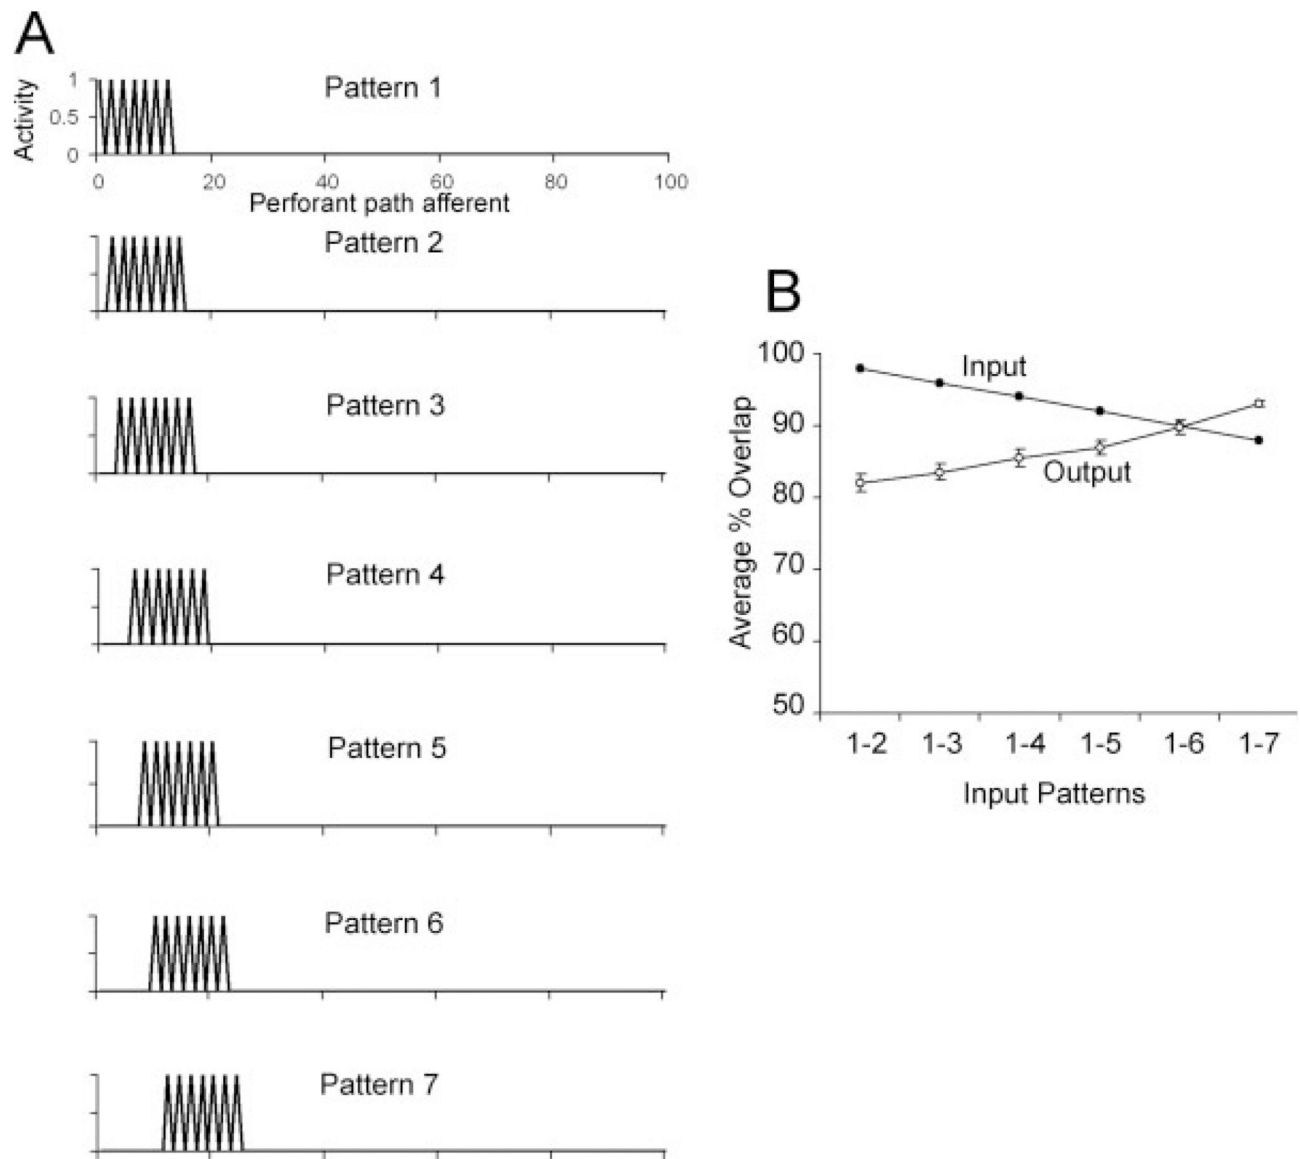 A
Activity
1
0.5
0
Pattern 1
0 20 40 60 80 100
Perforant path afferent
Pattern 2
Pattern 3
Pattern 4
Pattern 5
Pattern 6
Pattern 7
B
Average % Overlap
100
90
80
70
60
50
Input
Output
1-2 1-3 1-4 1-5 1-6 1-7
Input Patterns